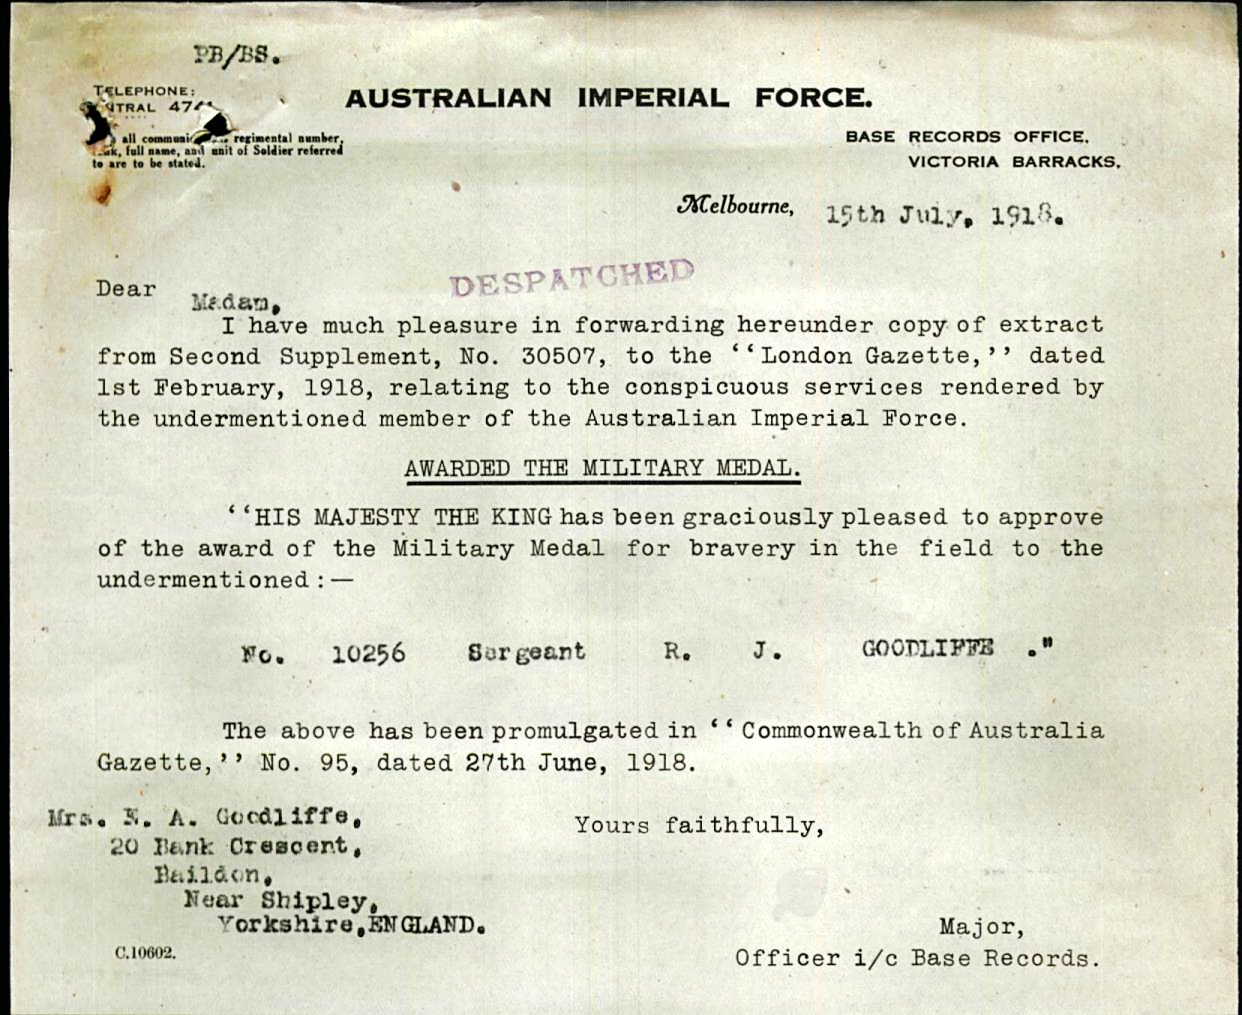 PB/BS.
TELEPHONE:
AUSTRALIAN IMPERIAL FORCE.
all regimental number,
full name, and unit of Soldier referred
to are to be stated.
BASE RECORDS OFFICE.
VICTORIA BARRACKS.
Melbourne, 15th July, 1918.
DESPATCHED
Dear Madam,
I have much pleasure in forwarding hereunder copy of extract
from Second Supplement, No. 30507, to the ‘‘London Gazette,’’ dated
1st February, 1918, relating to the conspicuous services rendered by
the undermentioned member of the Australian Imperial Force.
AWARDED THE MILITARY MEDAL.
‘‘HIS MAJESTY THE KING has been graciously pleased to approve
of the award of the Military Medal for bravery in the field to the
undermentioned:—
No. 10256 Sergeant R. J. GOODLIFFE ."
The above has been promulgated in ‘‘Commonwealth of Australia
Gazette,’’ No. 95, dated 27th June, 1918.
Mrs. A. Goodliffe,
20 Bank Crescent,
Baildon,
Near Shipley,
Yorkshire, ENGLAND.
Yours faithfully,
Major,
Officer i/c Base Records.
C.10602.